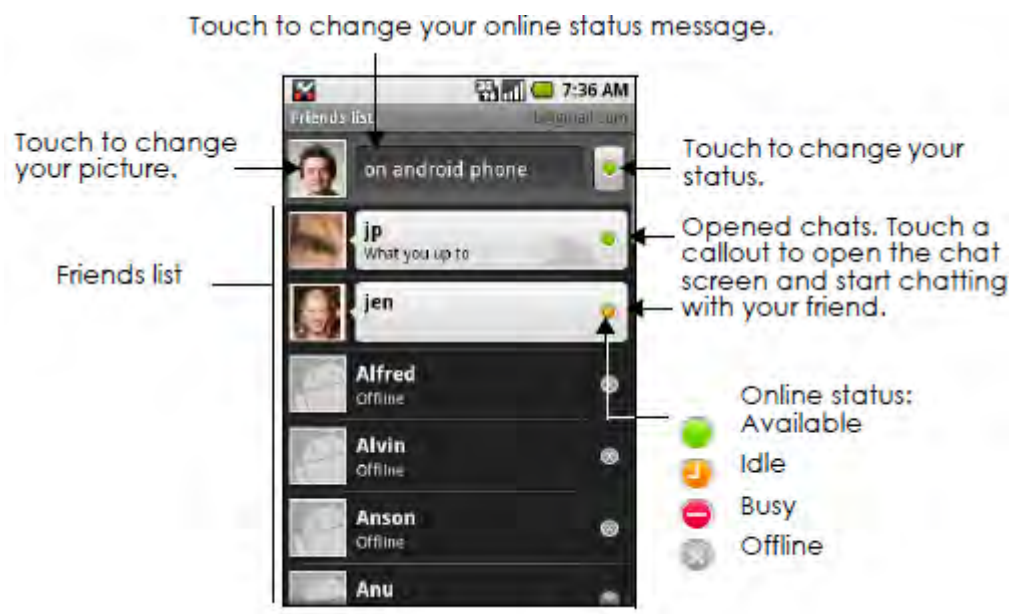 Touch to change your online status message.
7:36 AM
Friends list
Touch to change
your picture.
on android phone
Touch to change your
status.
jp
What you up to
Opened chats. Touch a
callout to open the chat
screen and start chatting
with your friend.
Friends list
jen
Alfred
Offline
Alvin
Offline
Anson
Offline
Anu
Online status:
Available
Idle
Busy
Offline